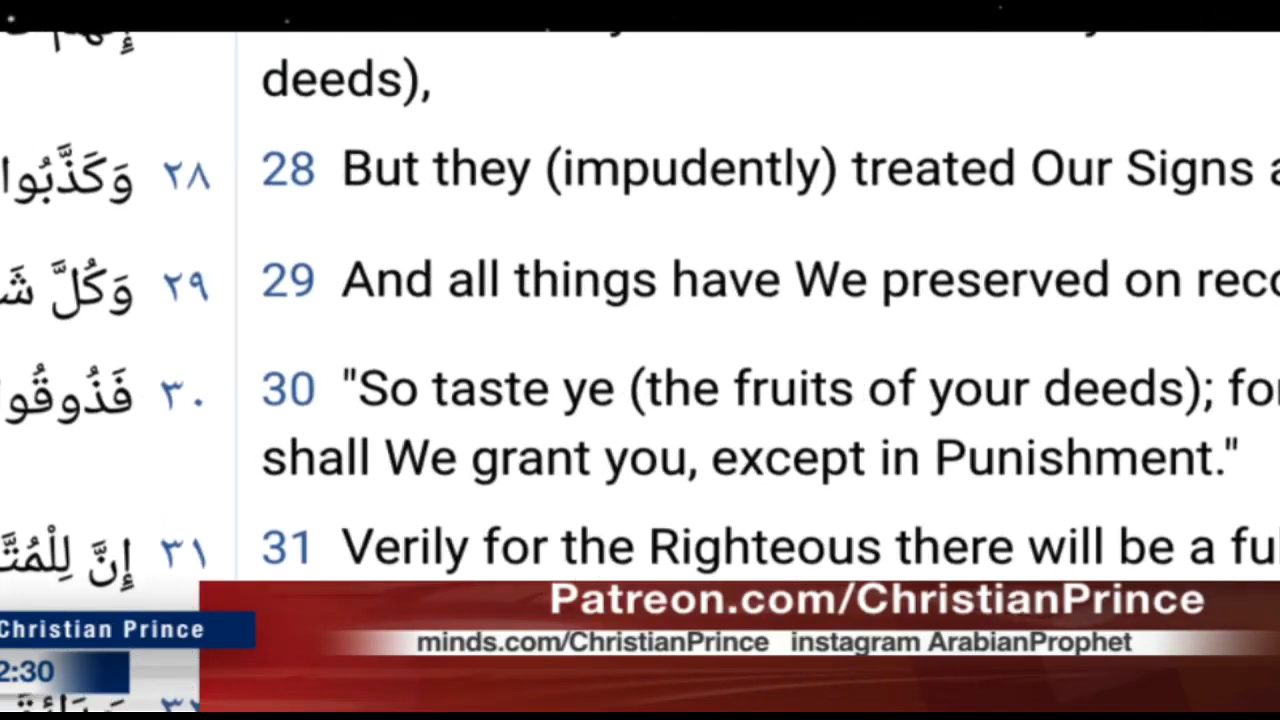 deeds),
وَكَذَّبُوا ٢٨
28 But they (impudently) treated Our Signs
وَكُلَّ ٢٩
29 And all things have We preserved on
فَذُوقُوا ٣٠
30 "So taste ye (the fruits of your deeds);
shall We grant you, except in Punishment."
إِنَّ ٣١
31 Verily for the Righteous there will be a
Patreon.com/ChristianPrince
Christian Prince
minds.com/ChristianPrince instagram ArabianProphet
2:30